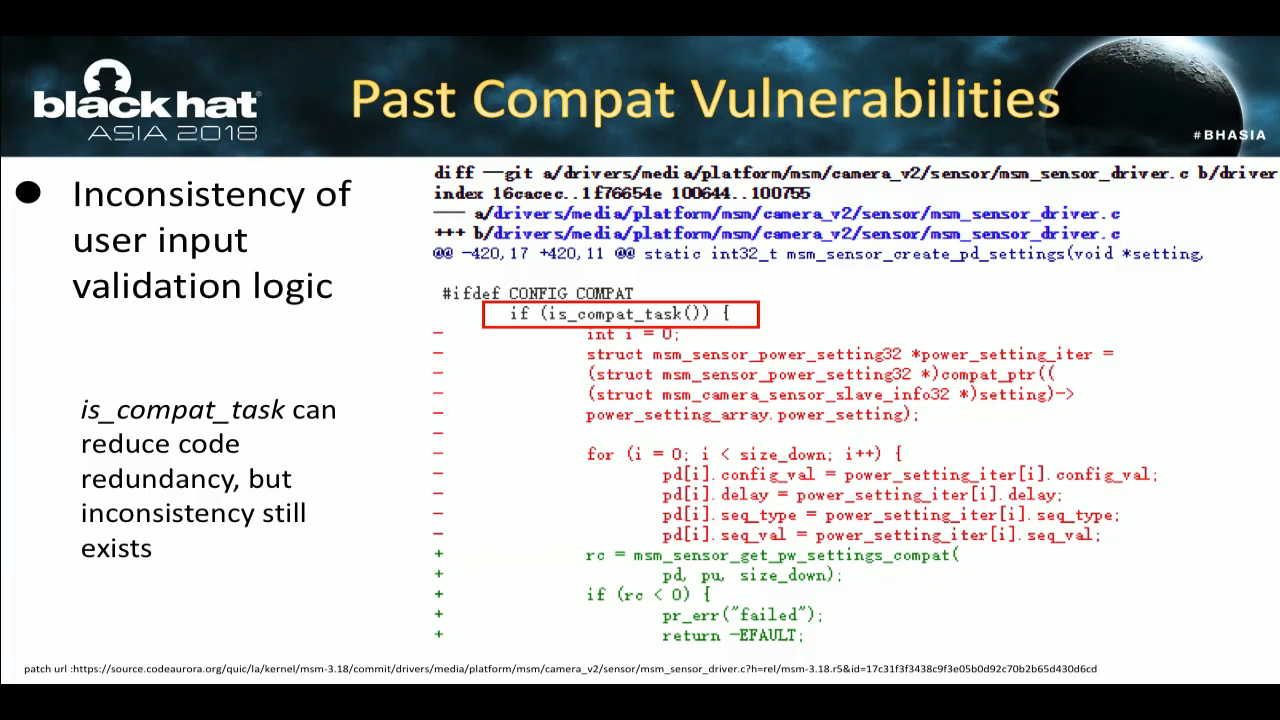 black hat
ASIA 2018
Past Compat Vulnerabilities
#BHASIA
● Inconsistency of
user input
validation logic
is_compat_task can
reduce code
redundancy, but
inconsistency still
exists
diff --git a/drivers/media/platform/msm/camera_v2/sensor/msm_sensor_driver.c b/driver
index 16cacec..1f76654e 100644..100755
--- a/drivers/media/platform/msm/camera_v2/sensor/msm_sensor_driver.c
+++ b/drivers/media/platform/msm/camera_v2/sensor/msm_sensor_driver.c
@@ -420,17 +420,11 @@ static int32_t msm_sensor_create_pd_settings(void *setting,
#ifdef CONFIG_COMPAT
if (is_compat_task()) {
- int i = 0;
- struct msm_sensor_power_setting32 *power_setting_iter =
- (struct msm_sensor_power_setting32 *)compat_ptr((
- (struct msm_camera_sensor_slave_info32 *)setting)->
- power_setting_array.power_setting);
-
- for (i = 0; i < size_down; i++) {
- pd[i].config_val = power_setting_iter[i].config_val;
- pd[i].delay = power_setting_iter[i].delay;
- pd[i].seq_type = power_setting_iter[i].seq_type;
- pd[i].seq_val = power_setting_iter[i].seq_val;
+ rc = msm_sensor_get_pw_settings_compat(
+ pd, pu, size_down);
+ if (rc < 0) {
+ pr_err("failed");
+ return -EFAULT;
patch url :https://source.codeaurora.org/quic/la/kernel/msm-3.18/commit/drivers/media/platform/msm/camera_v2/sensor/msm_sensor_driver.c?h=rel/msm-3.18.r5&id=17c31f3f3438c9f3e05b0d92c70b2b65d430d6cd